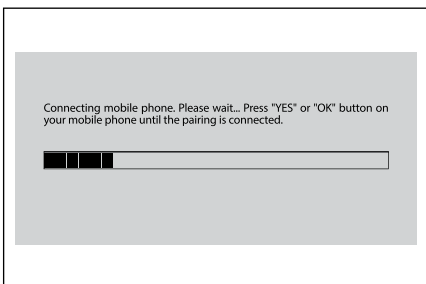 Connecting mobile phone. Please wait... Press "YES" or "OK" button on
your mobile phone until the pairing is connected.